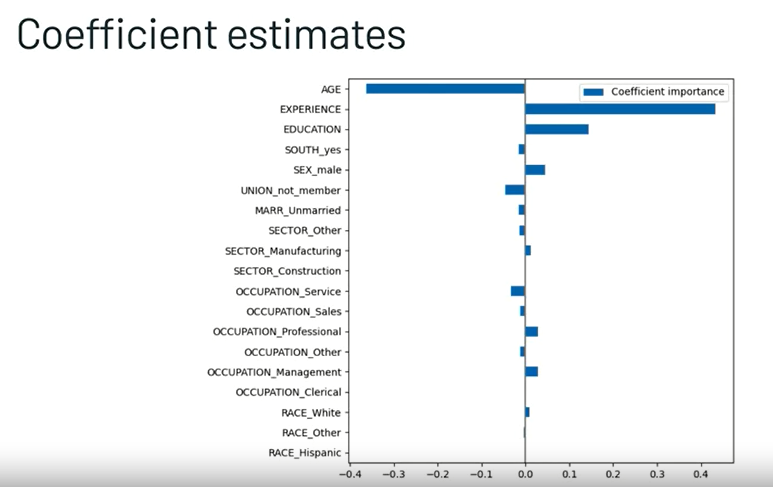 Coefficient estimates
Coefficient importance
AGE
EXPERIENCE
EDUCATION
SOUTH_yes
SEX_male
UNION_not_member
MARR_Unmarried
SECTOR_Other
SECTOR_Manufacturing
SECTOR_Construction
OCCUPATION_Service
OCCUPATION_Sales
OCCUPATION_Professional
OCCUPATION_Other
OCCUPATION_Management
OCCUPATION_Clerical
RACE_White
RACE_Other
RACE_Hispanic
−0.4 −0.3 −0.2 −0.1 0.0 0.1 0.2 0.3 0.4